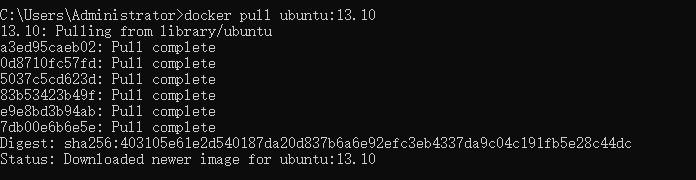 C:\Users\Administrator>docker pull ubuntu:13.10
13.10: Pulling from library/ubuntu
a3ed95caeb02: Pull complete
0d8710fc57fd: Pull complete
5037c5cd623d: Pull complete
83b53423b49f: Pull complete
e9e8bd3b94ab: Pull complete
7db00e6b6e5e: Pull complete
Digest: sha256:403105e61e2d540187da20d837b6a6e92efc3eb4337da9c04c191fb5e28c44dc
Status: Downloaded newer image for ubuntu:13.10